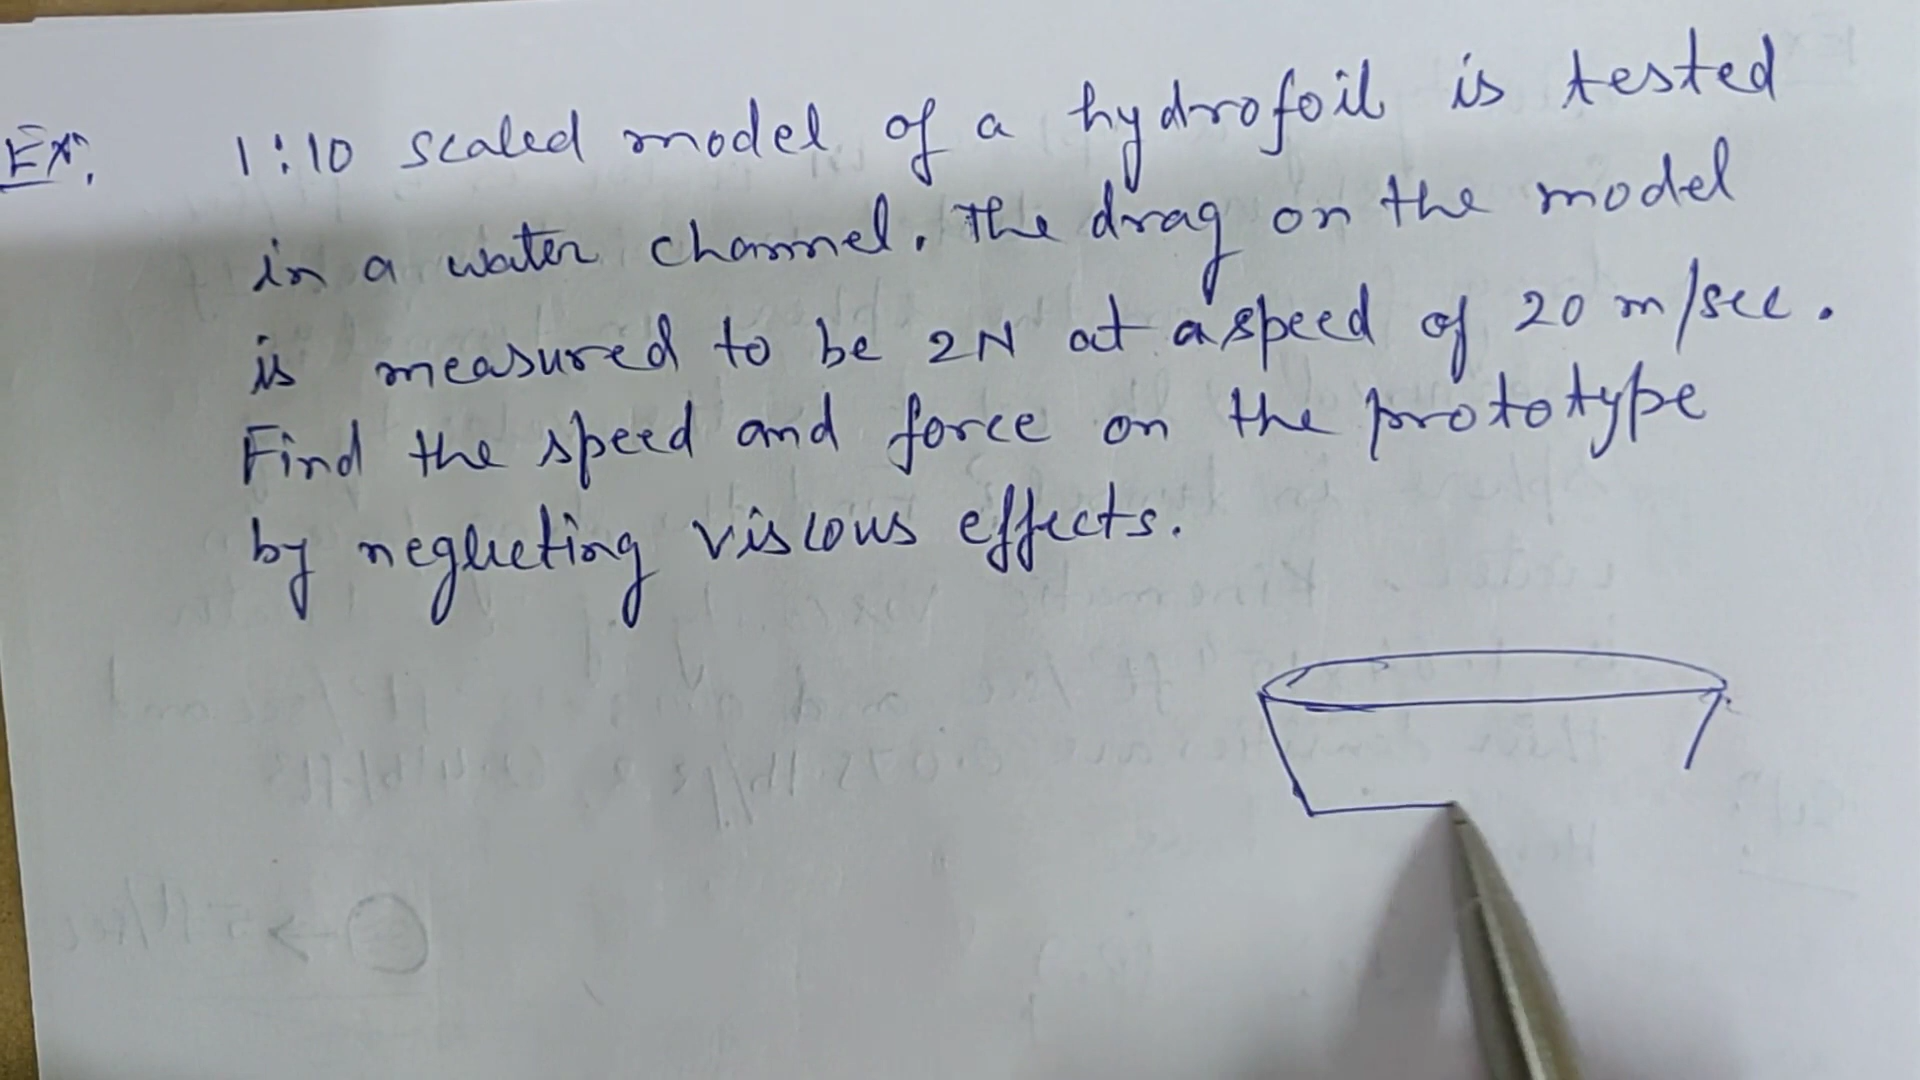 Ex. 1:10 scaled model of a hydrofoil is tested
in a water channel. The drag on the model
is measured to be 2N at a speed of 20 m/sec.
Find the speed and force on the prototype
by neglecting viscous effects.